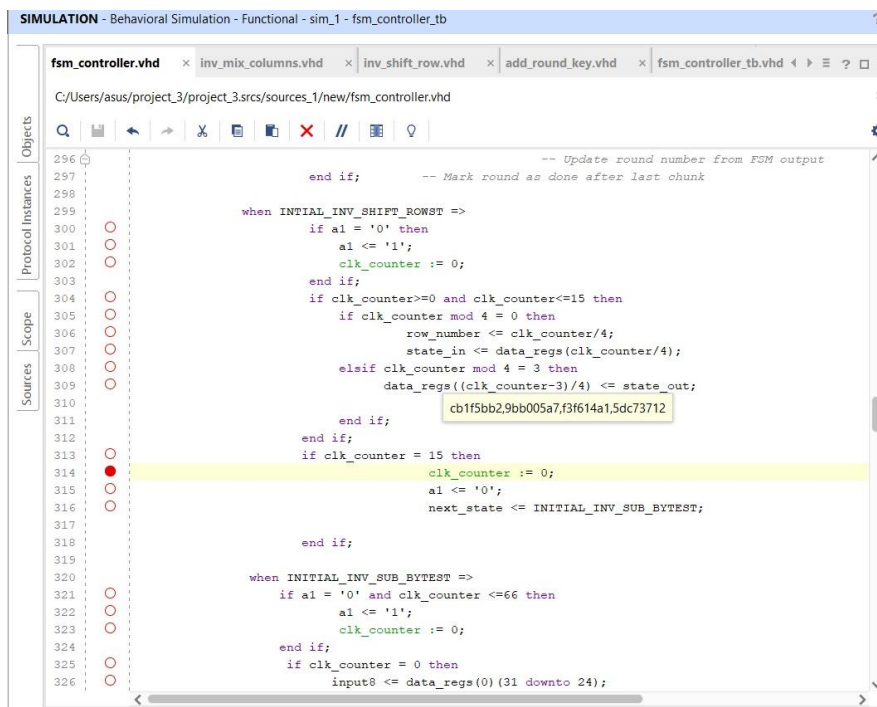 SIMULATION - Behavioral Simulation - Functional - sim_1 - fsm_controller_tb
?
fsm_controller.vhd × inv_mix_columns.vhd × inv_shift_row.vhd × add_round_key.vhd × fsm_controller_tb.vhd ? 
C:/Users/asus/project_3/project_3.srcs/sources_1/new/fsm_controller.vhd
Objects
Protocol Instances
Scope
Sources
296 -- Update round number from FSM output
297 end if; -- Mark round as done after last chunk
298
299 when INTIAL_INV_SHIFT_ROWST =>
300 if a1 = '0' then
301 a1 <= '1';
302 clk_counter := 0;
303 end if;
304 if clk_counter>=0 and clk_counter<=15 then
305 if clk_counter mod 4 = 0 then
306 row_number <= clk_counter/4;
307 state_in <= data_regs(clk_counter/4);
308 elsif clk_counter mod 4 = 3 then
309 data_regs((clk_counter-3)/4) <= state_out;
310
cb1f5bb2,9bb005a7,f3f614a1,5dc73712
311 end if;
312 end if;
313 if clk_counter = 15 then
314 clk_counter := 0;
315 a1 <= '0';
316 next_state <= INITIAL_INV_SUB_BYTEST;
317
318 end if;
319
320 when INITIAL_INV_SUB_BYTEST =>
321 if a1 = '0' and clk_counter <=66 then
322 a1 <= '1';
323 clk_counter := 0;
324 end if;
325 if clk_counter = 0 then
326 input8 <= data_regs(0)(31 downto 24);